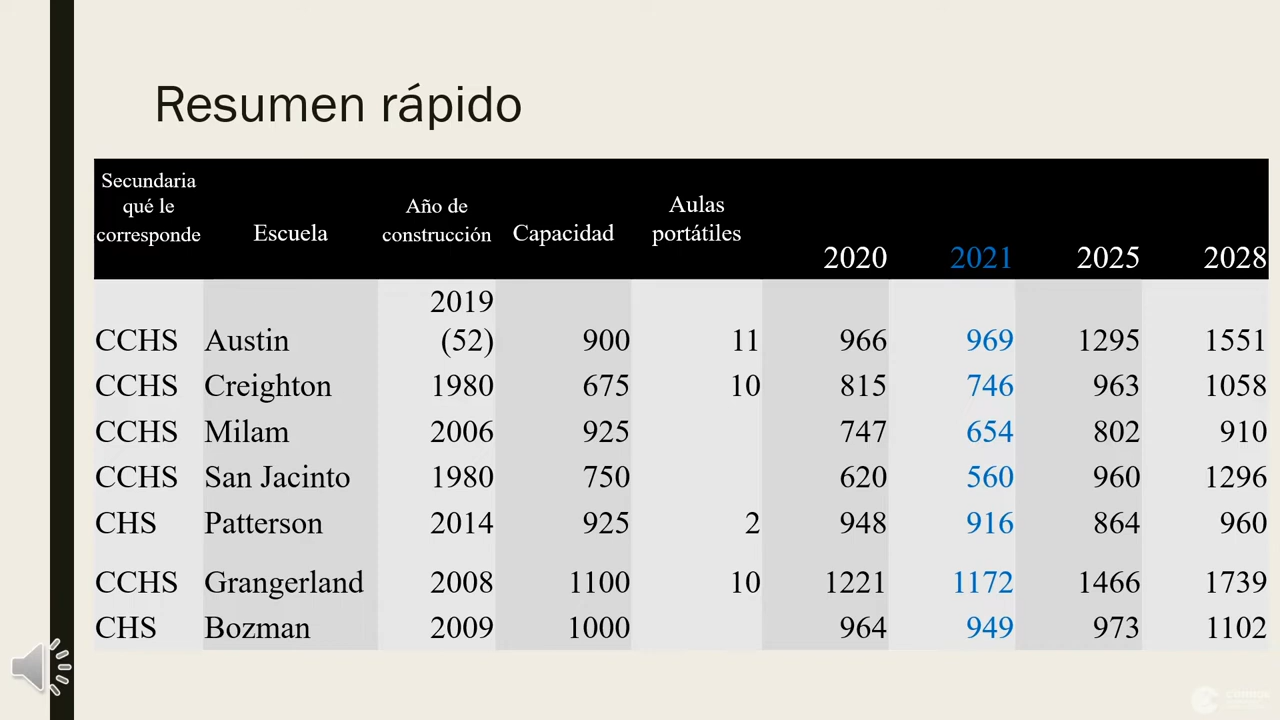 Resumen rápido
Secundaria qué le corresponde Escuela Año de construcción Capacidad Aulas portátiles 2020 2021 2025 2028
CCHS Austin 2019 (52) 900 11 966 969 1295 1551
CCHS Creighton 1980 675 10 815 746 963 1058
CCHS Milam 2006 925 747 654 802 910
CCHS San Jacinto 1980 750 620 560 960 1296
CHS Patterson 2014 925 2 948 916 864 960
CCHS Grangerland 2008 1100 10 1221 1172 1466 1739
CHS Bozman 2009 1000 964 949 973 1102